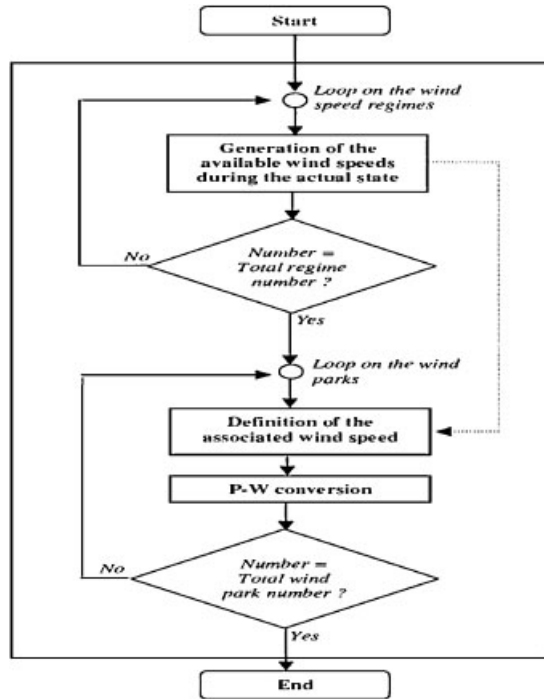 Start
Loop on the wind
speed regimes
Generation of the
available wind speeds
during the actual state
No
Number =
Total regime
number ?
Yes
Loop on the wind
parks
Definition of the
associated wind speed
P-W conversion
No
Number =
Total wind
park number ?
Yes
End